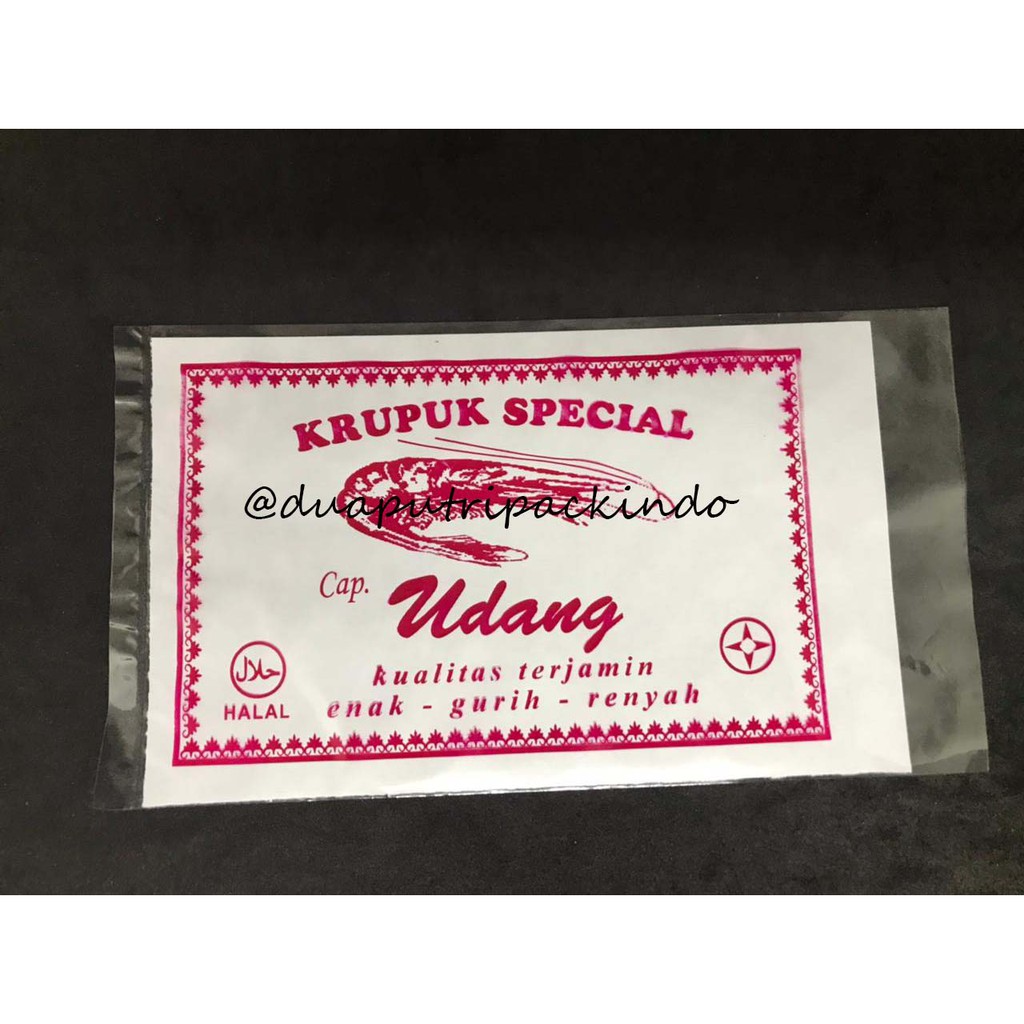 KRUPUK SPECIAL
@duaputripackindo
Cap. Udang
حلال
HALAL
kualitas terjamin
enak - gurih - renyah